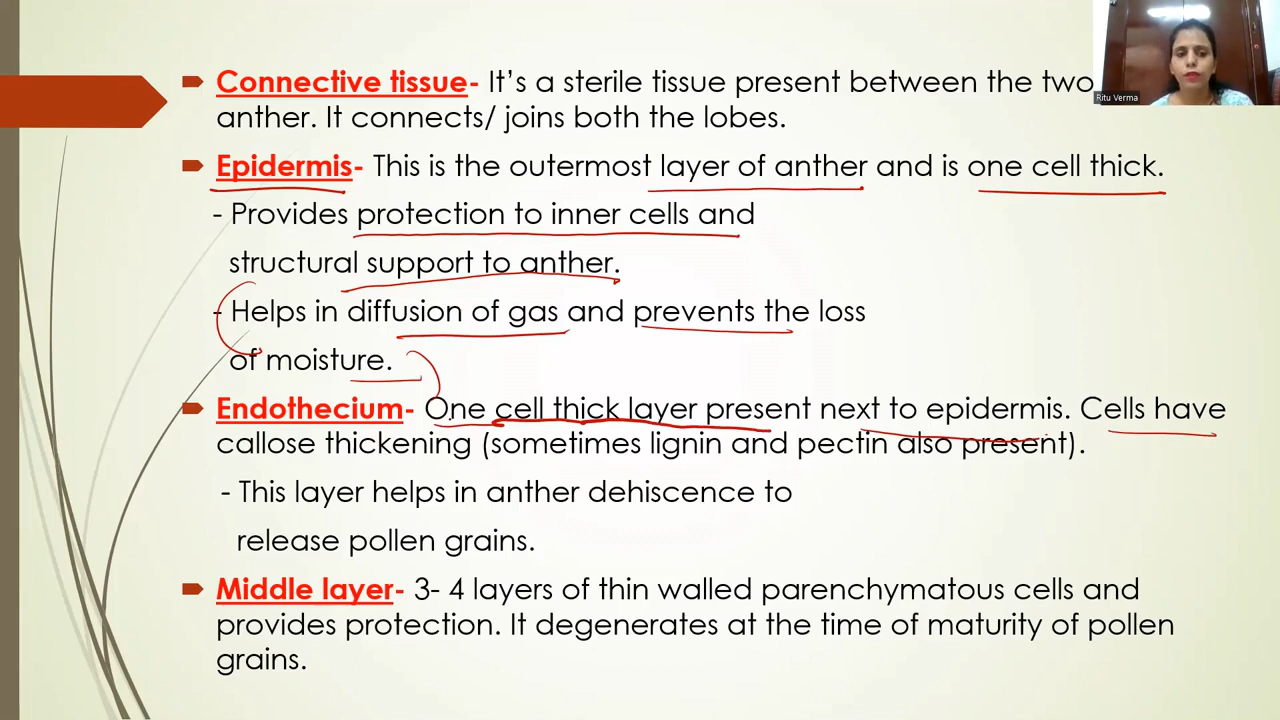 Connective tissue- It's a sterile tissue present between the two
anther. It connects/ joins both the lobes.
Ritu Verma
Epidermis- This is the outermost layer of anther and is one cell thick.
- Provides protection to inner cells and
structural support to anther.
- Helps in diffusion of gas and prevents the loss
of moisture.
Endothecium- One cell thick layer present next to epidermis. Cells have
callose thickening (sometimes lignin and pectin also present).
- This layer helps in anther dehiscence to
release pollen grains.
Middle layer- 3- 4 layers of thin walled parenchymatous cells and
provides protection. It degenerates at the time of maturity of pollen
grains.